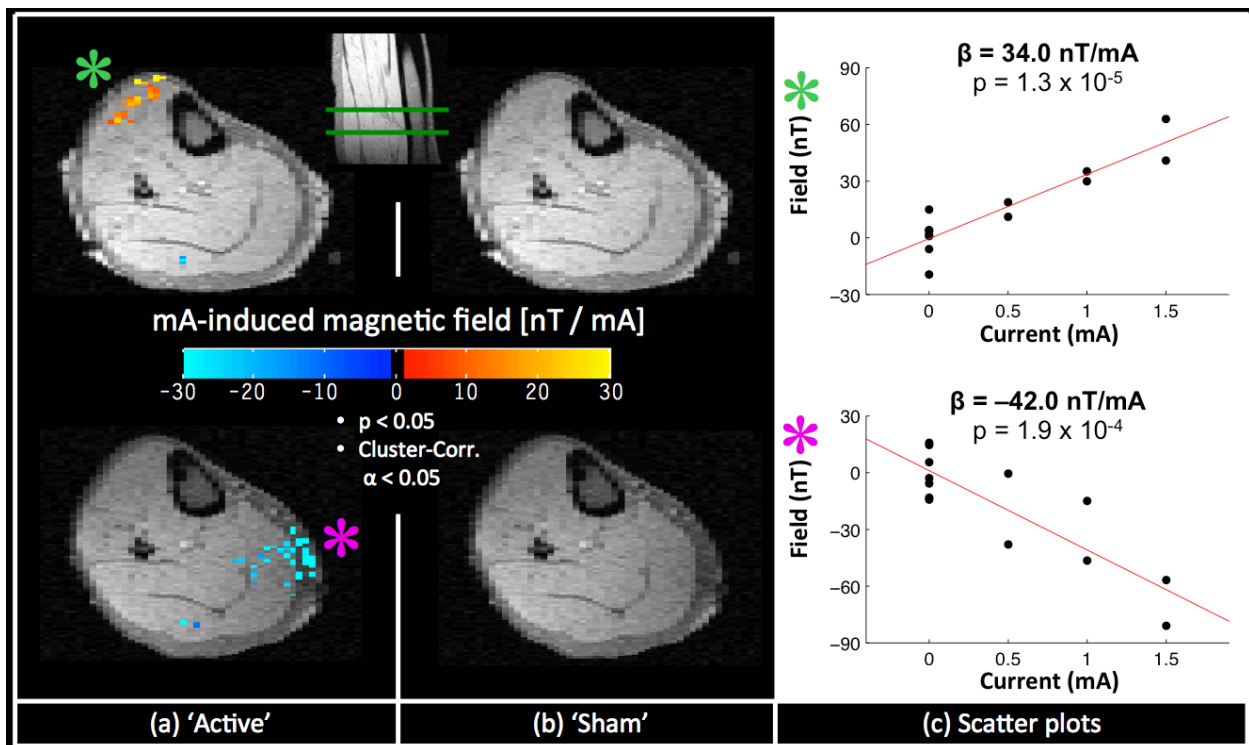 mA-induced magnetic field [nT / mA]
-30 -20 -10 0 10 20 30
• p < 0.05
• Cluster-Corr.
α < 0.05
(a) ‘Active’
(b) ‘Sham’
β = 34.0 nT/mA
p = 1.3 x 10⁻⁵
90
60
30
0
−30
Field (nT)
0 0.5 1 1.5
Current (mA)
β = –42.0 nT/mA
p = 1.9 x 10⁻⁴
30
0
−30
−60
−90
Field (nT)
0 0.5 1 1.5
Current (mA)
(c) Scatter plots